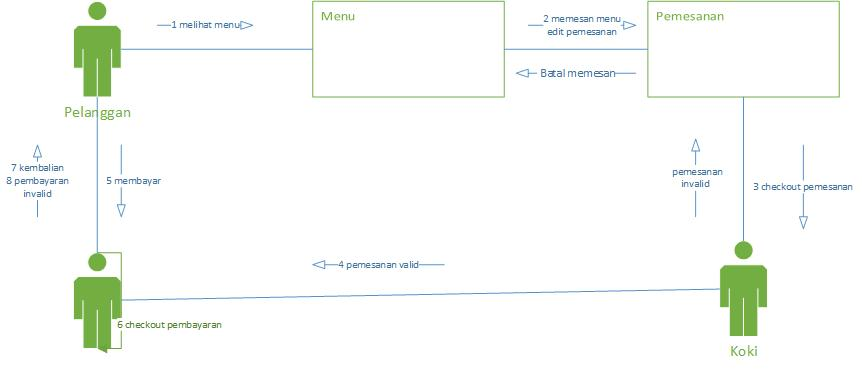 1 melihat menu
Menu
2 memesan menu
edit pemesanan
Pemesanan
Batal memesan
Pelanggan
7 kembalian
8 pembayaran
invalid
5 membayar
pemesanan
invalid
3 checkout pemesanan
4 pemesanan valid
6 checkout pembayaran
Koki